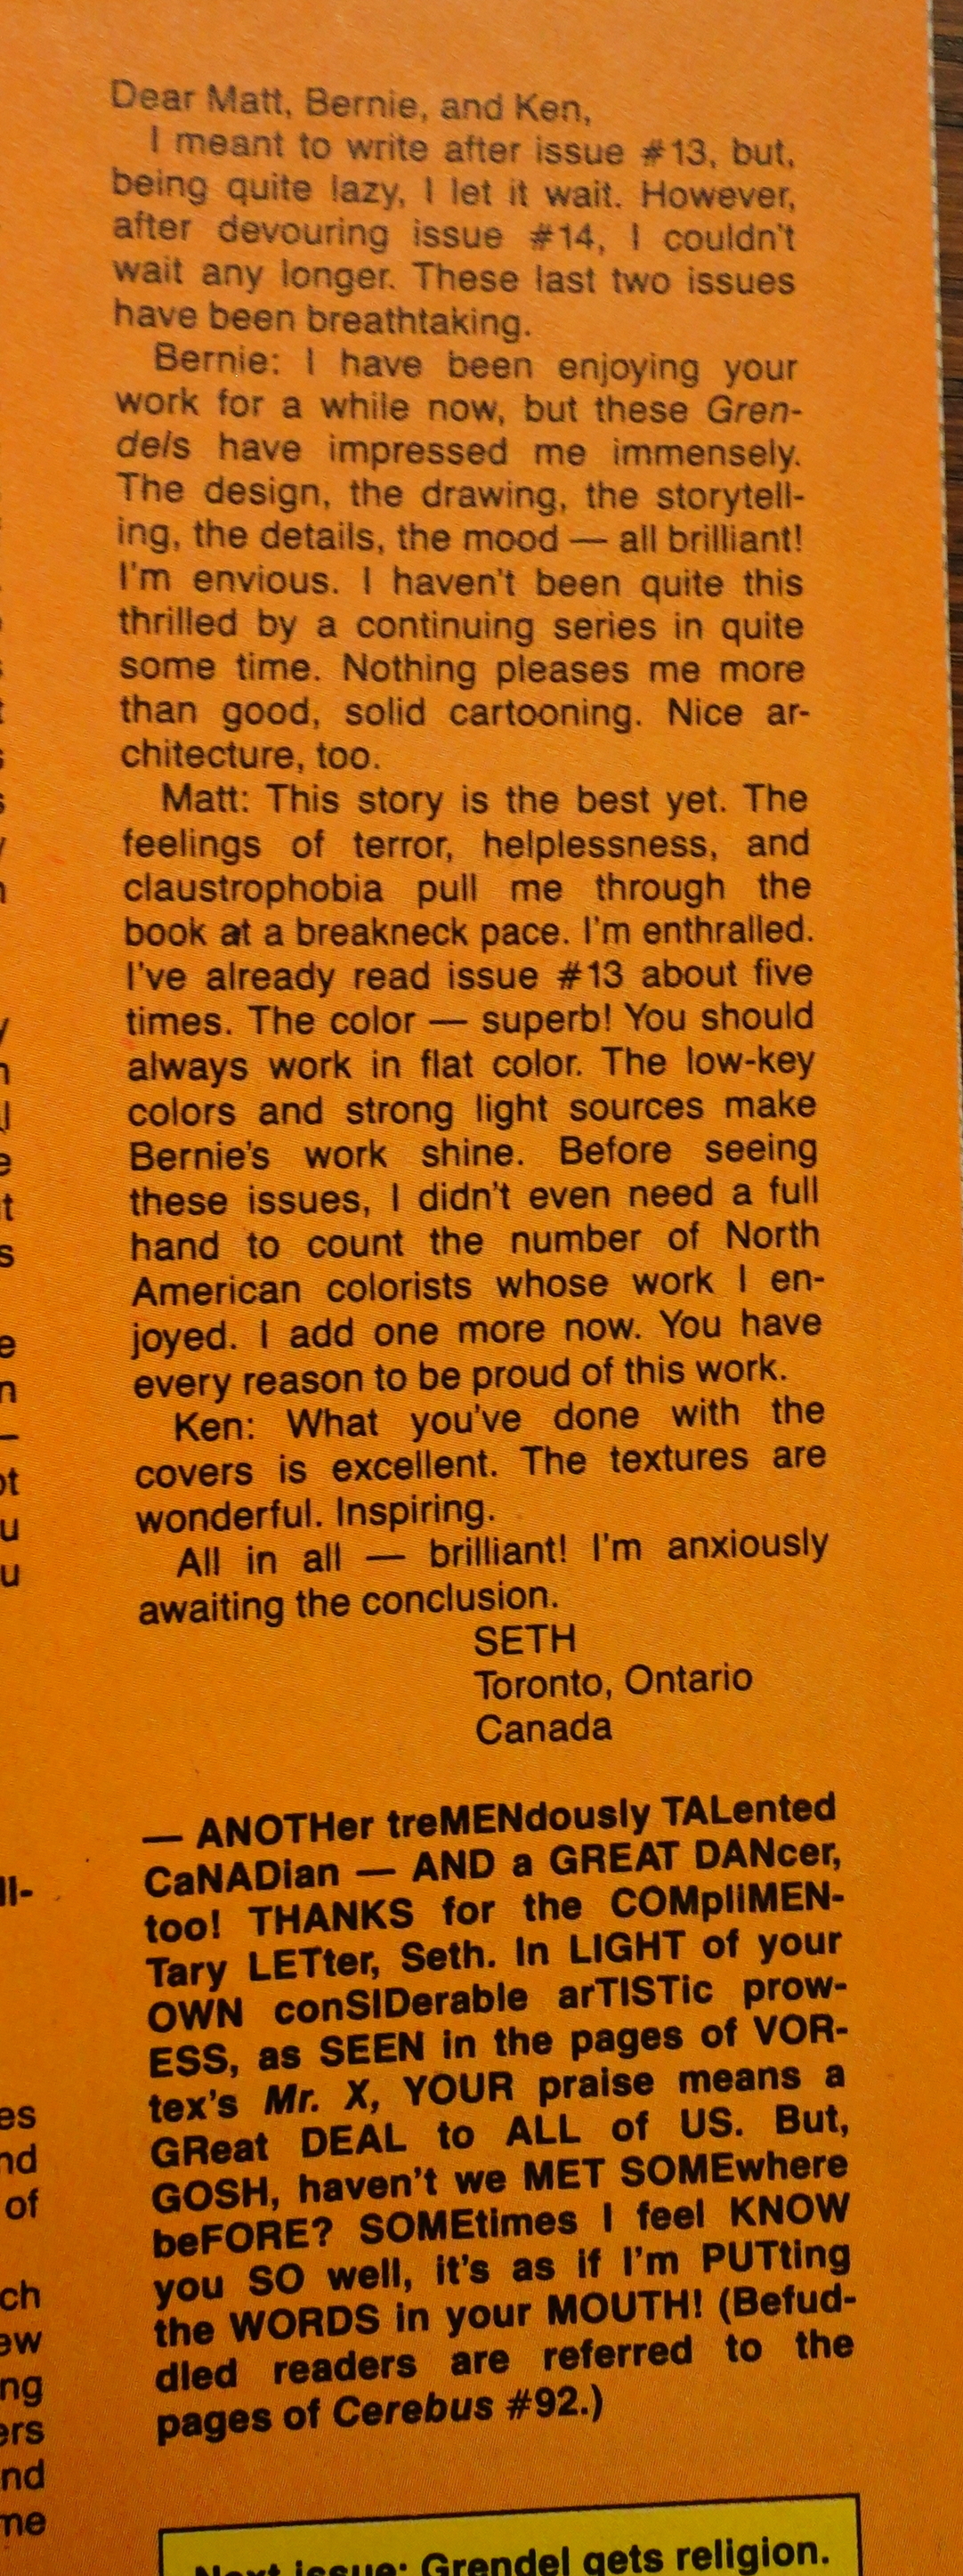 Dear Matt, Bernie, and Ken,
I meant to write after issue #13, but,
being quite lazy, I let it wait. However,
after devouring issue #14, I couldn't
wait any longer. These last two issues
have been breathtaking.
Bernie: I have been enjoying your
work for a while now, but these Gren-
dels have impressed me immensely.
The design, the drawing, the storytell-
ing, the details, the mood — all brilliant!
I'm envious. I haven't been quite this
thrilled by a continuing series in quite
some time. Nothing pleases me more
than good, solid cartooning. Nice ar-
chitecture, too.
Matt: This story is the best yet. The
feelings of terror, helplessness, and
claustrophobia pull me through the
book at a breakneck pace. I'm enthralled.
I've already read issue #13 about five
times. The color — superb! You should
always work in flat color. The low-key
colors and strong light sources make
Bernie's work shine. Before seeing
these issues, I didn't even need a full
hand to count the number of North
American colorists whose work I en-
joyed. I add one more now. You have
every reason to be proud of this work.
Ken: What you've done with the
covers is excellent. The textures are
wonderful. Inspiring.
All in all — brilliant! I'm anxiously
awaiting the conclusion.
SETH
Toronto, Ontario
Canada
— ANOTHer treMENdously TALented
CaNADian — AND a GREAT DANcer,
too! THANKS for the COMpliMEN-
Tary LETter, Seth. In LIGHT of your
OWN conSIDerable arTISTic prow-
ESS, as SEEN in the pages of VOR-
tex's Mr. X, YOUR praise means a
GReat DEAL to ALL of US. But,
GOSH, haven't we MET SOMEwhere
beFORE? SOMEtimes I feel KNOW
you SO well, it's as if I'm PUTting
the WORDS in your MOUTH! (Befud-
dled readers are referred to the
pages of Cerebus #92.)
Next issue: Grendel gets religion.